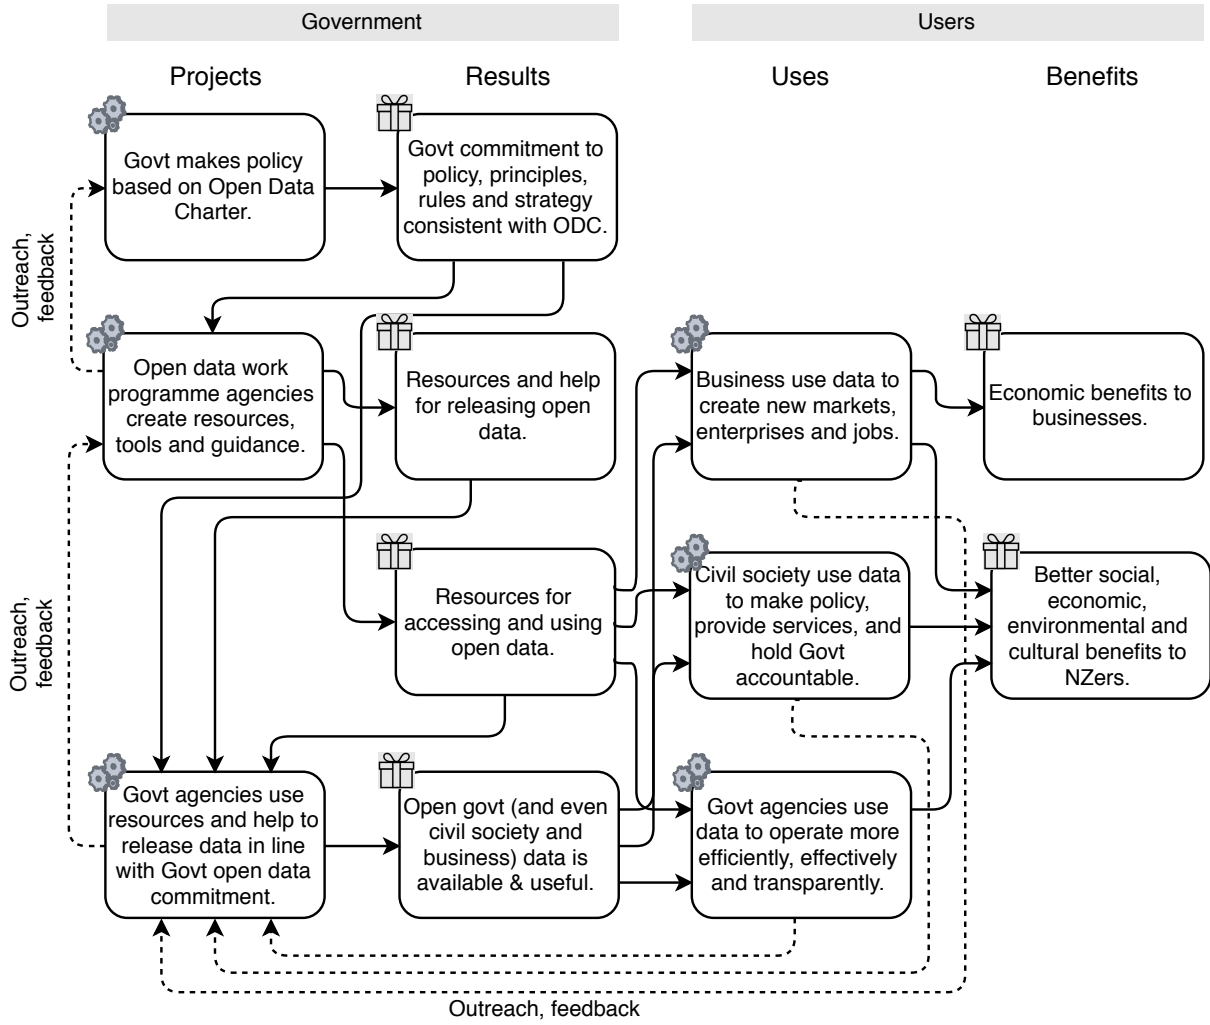 Government
Users
Projects
Results
Uses
Benefits
Govt makes policy
based on Open Data
Charter.
Govt commitment to
policy, principles,
rules and strategy
consistent with ODC.
Outreach,
feedback
Open data work
programme agencies
create resources,
tools and guidance.
Resources and help
for releasing open
data.
Business use data to
create new markets,
enterprises and jobs.
Economic benefits to
businesses.
Outreach,
feedback
Resources for
accessing and using
open data.
Civil society use data
to make policy,
provide services, and
hold Govt
accountable.
Better social,
economic,
environmental and
cultural benefits to
NZers.
Govt agencies use
resources and help to
release data in line
with Govt open data
commitment.
Open govt (and even
civil society and
business) data is
available & useful.
Govt agencies use
data to operate more
efficiently, effectively
and transparently.
Outreach, feedback